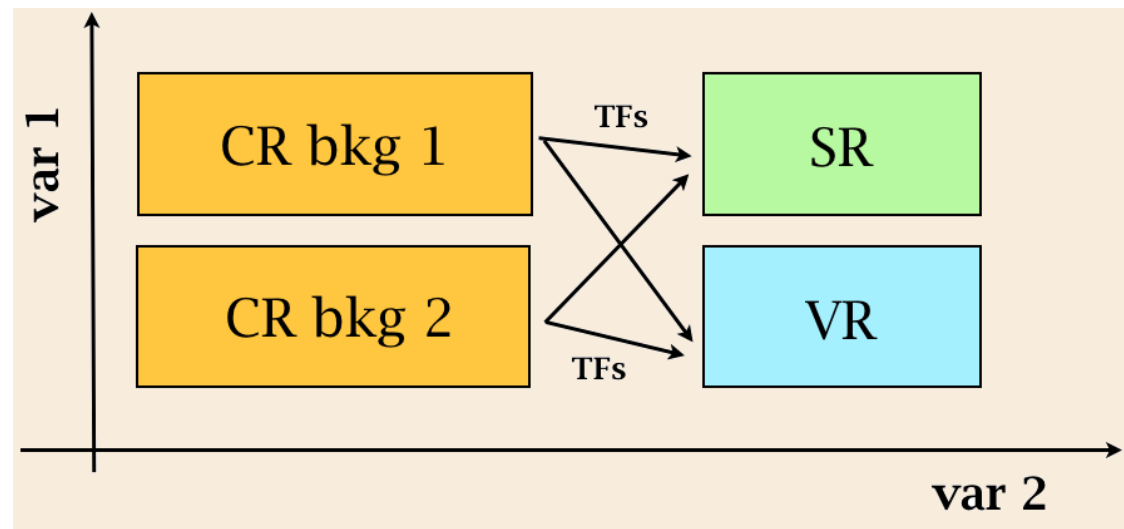 var 1
CR bkg 1
TFs
SR
CR bkg 2
TFs
VR
var 2